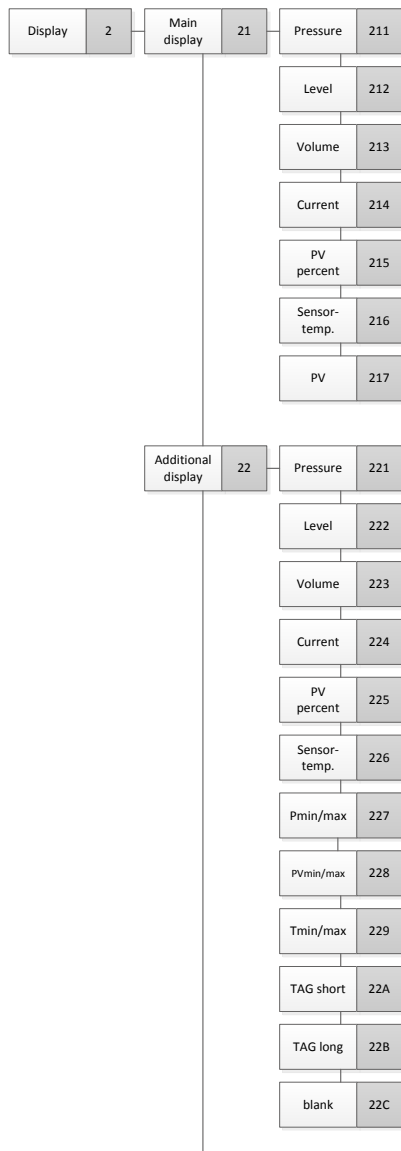 Display 2 Main display 21 Pressure 211
Level 212
Volume 213
Current 214
PV percent 215
Sensor-temp. 216
PV 217
Additional display 22 Pressure 221
Level 222
Volume 223
Current 224
PV percent 225
Sensor-temp. 226
Pmin/max 227
PVmin/max 228
Tmin/max 229
TAG short 22A
TAG long 22B
blank 22C